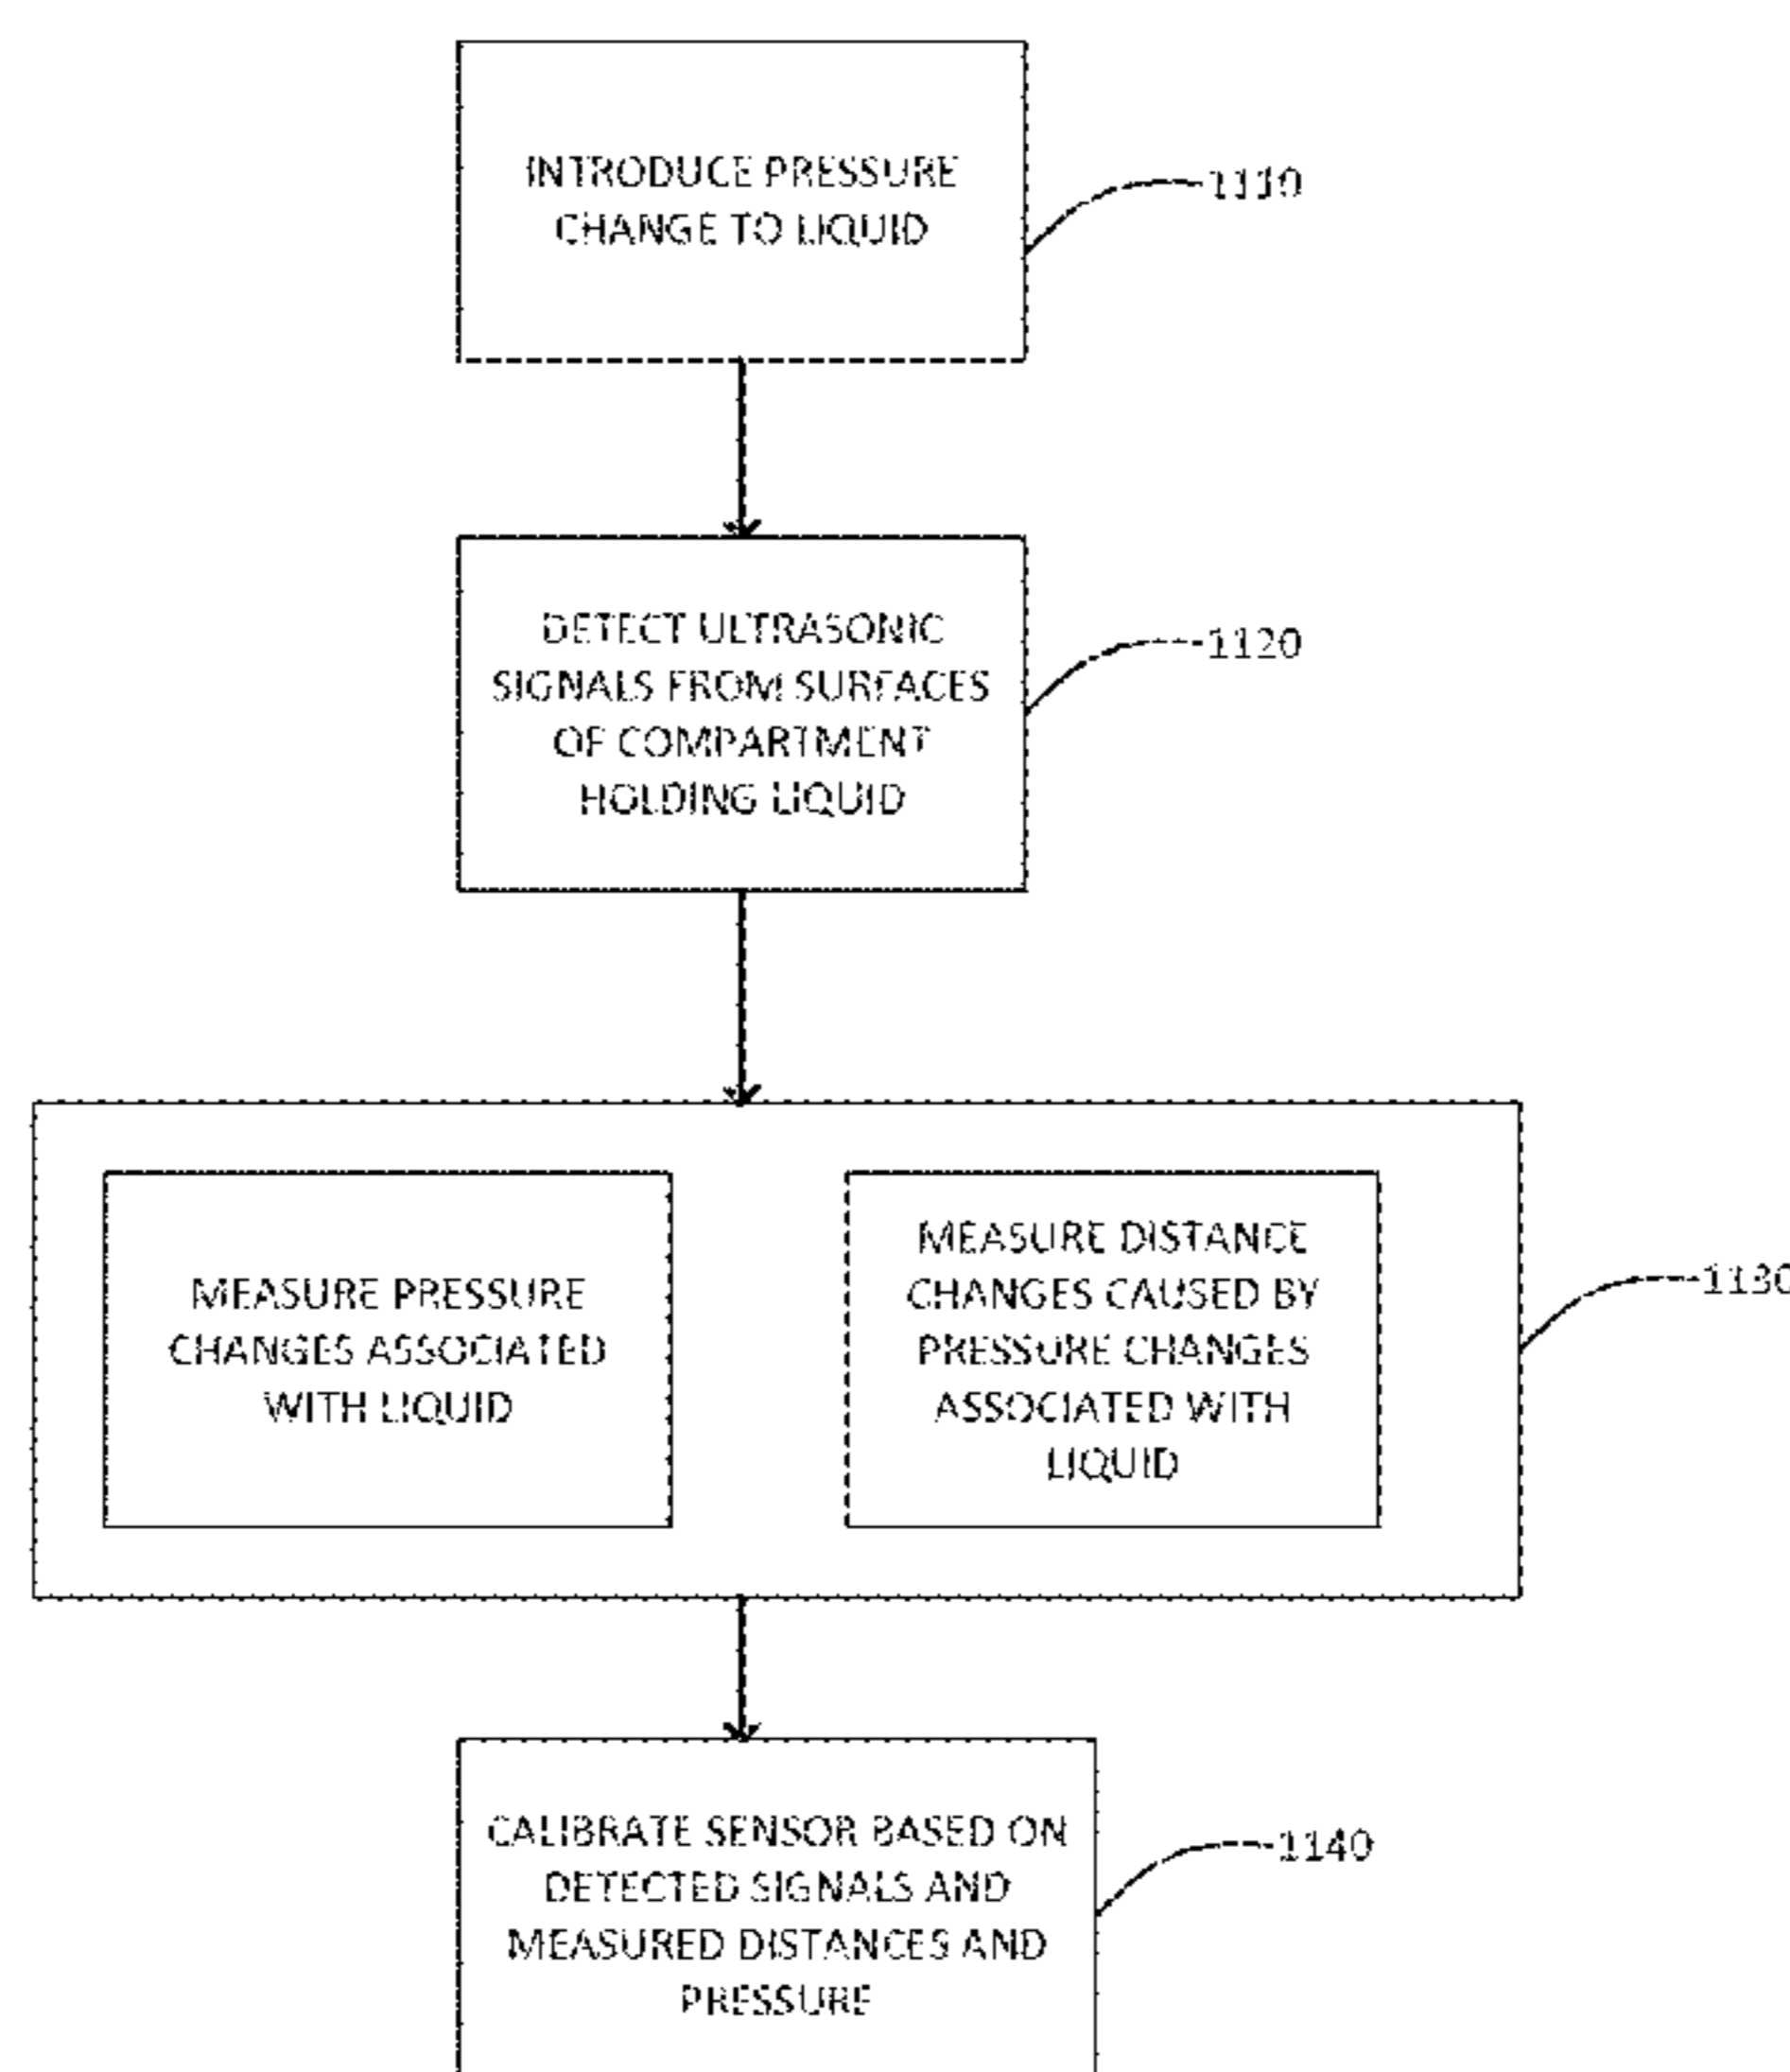 INTRODUCE PRESSURE
CHANGE TO LIQUID
1110
DETECT ULTRASONIC
SIGNALS FROM SURFACES
OF COMPARTMENT
HOLDING LIQUID
1120
MEASURE PRESSURE
CHANGES ASSOCIATED
WITH LIQUID
MEASURE DISTANCE
CHANGES CAUSED BY
PRESSURE CHANGES
ASSOCIATED WITH
LIQUID
1130
CALIBRATE SENSOR BASED ON
DETECTED SIGNALS AND
MEASURED DISTANCES AND
PRESSURE
1140